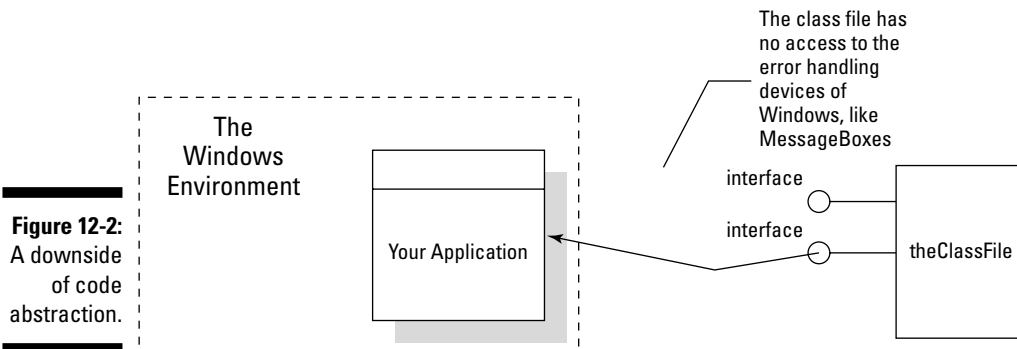 The class file has
no access to the
error handling
devices of
Windows, like
MessageBoxes
The
Windows
Environment
interface
interface
Your Application
theClassFile
Figure 12-2:
A downside
of code
abstraction.